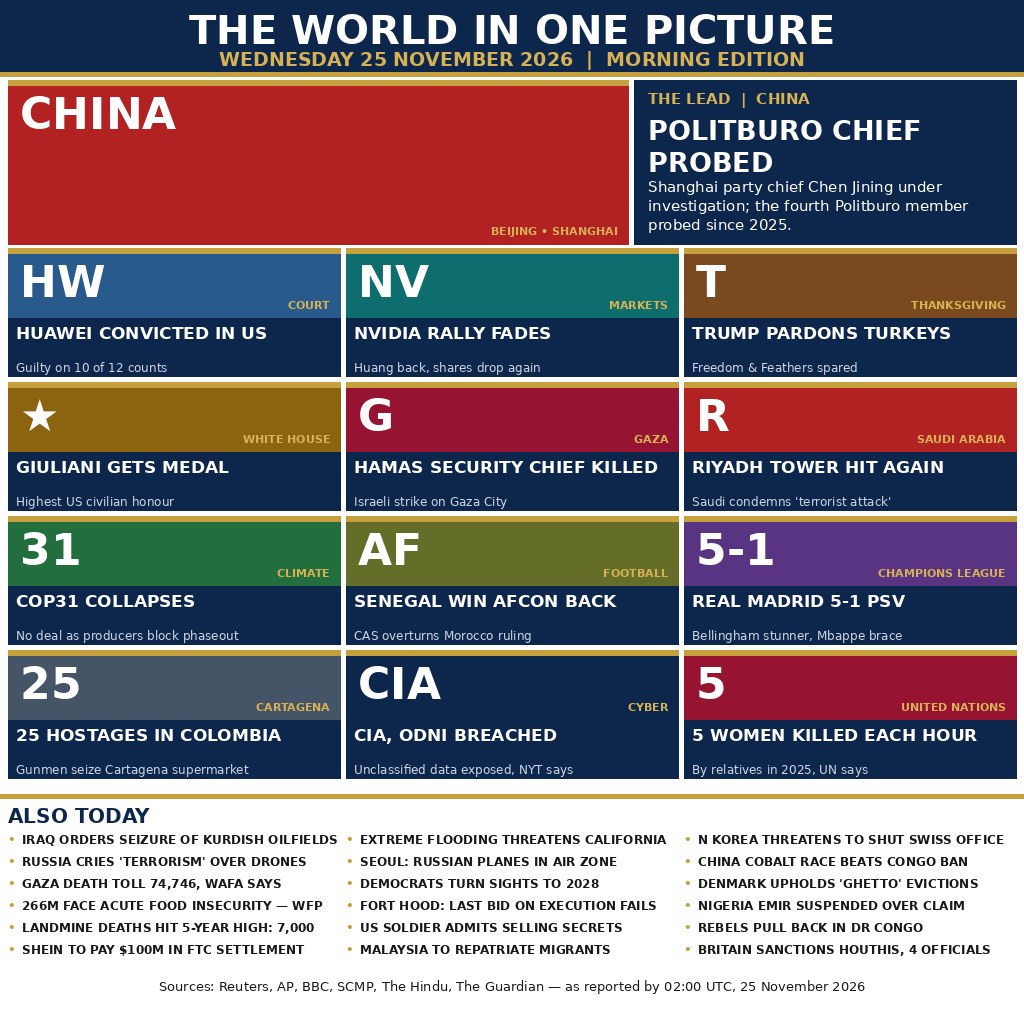 THE WORLD IN ONE PICTURE
WEDNESDAY 25 NOVEMBER 2026 | MORNING EDITION
CHINA
BEIJING • SHANGHAI
THE LEAD | CHINA
POLITBURO CHIEF
PROBED
Shanghai party chief Chen Jining under
investigation; the fourth Politburo member
probed since 2025.
HW
COURT
HUAWEI CONVICTED IN US
Guilty on 10 of 12 counts
NV
MARKETS
NVIDIA RALLY FADES
Huang back, shares drop again
T
THANKSGIVING
TRUMP PARDONS TURKEYS
Freedom & Feathers spared
★
WHITE HOUSE
GIULIANI GETS MEDAL
Highest US civilian honour
G
GAZA
HAMAS SECURITY CHIEF KILLED
Israeli strike on Gaza City
R
SAUDI ARABIA
RIYADH TOWER HIT AGAIN
Saudi condemns 'terrorist attack'
31
CLIMATE
COP31 COLLAPSES
No deal as producers block phaseout
AF
FOOTBALL
SENEGAL WIN AFCON BACK
CAS overturns Morocco ruling
5-1
CHAMPIONS LEAGUE
REAL MADRID 5-1 PSV
Bellingham stunner, Mbappe brace
25
CARTAGENA
25 HOSTAGES IN COLOMBIA
Gunmen seize Cartagena supermarket
CIA
CYBER
CIA, ODNI BREACHED
Unclassified data exposed, NYT says
5
UNITED NATIONS
5 WOMEN KILLED EACH HOUR
By relatives in 2025, UN says
ALSO TODAY
• IRAQ ORDERS SEIZURE OF KURDISH OILFIELDS
• RUSSIA CRIES 'TERRORISM' OVER DRONES
• GAZA DEATH TOLL 74,746, WAFA SAYS
• 266M FACE ACUTE FOOD INSECURITY — WFP
• LANDMINE DEATHS HIT 5-YEAR HIGH: 7,000
• SHEIN TO PAY $100M IN FTC SETTLEMENT
• EXTREME FLOODING THREATENS CALIFORNIA
• SEOUL: RUSSIAN PLANES IN AIR ZONE
• DEMOCRATS TURN SIGHTS TO 2028
• FORT HOOD: LAST BID ON EXECUTION FAILS
• US SOLDIER ADMITS SELLING SECRETS
• MALAYSIA TO REPATRIATE MIGRANTS
• N KOREA THREATENS TO SHUT SWISS OFFICE
• CHINA COBALT RACE BEATS CONGO BAN
• DENMARK UPHOLDS 'GHETTO' EVICTIONS
• NIGERIA EMIR SUSPENDED OVER CLAIM
• REBELS PULL BACK IN DR CONGO
• BRITAIN SANCTIONS HOUTHIS, 4 OFFICIALS
Sources: Reuters, AP, BBC, SCMP, The Hindu, The Guardian — as reported by 02:00 UTC, 25 November 2026